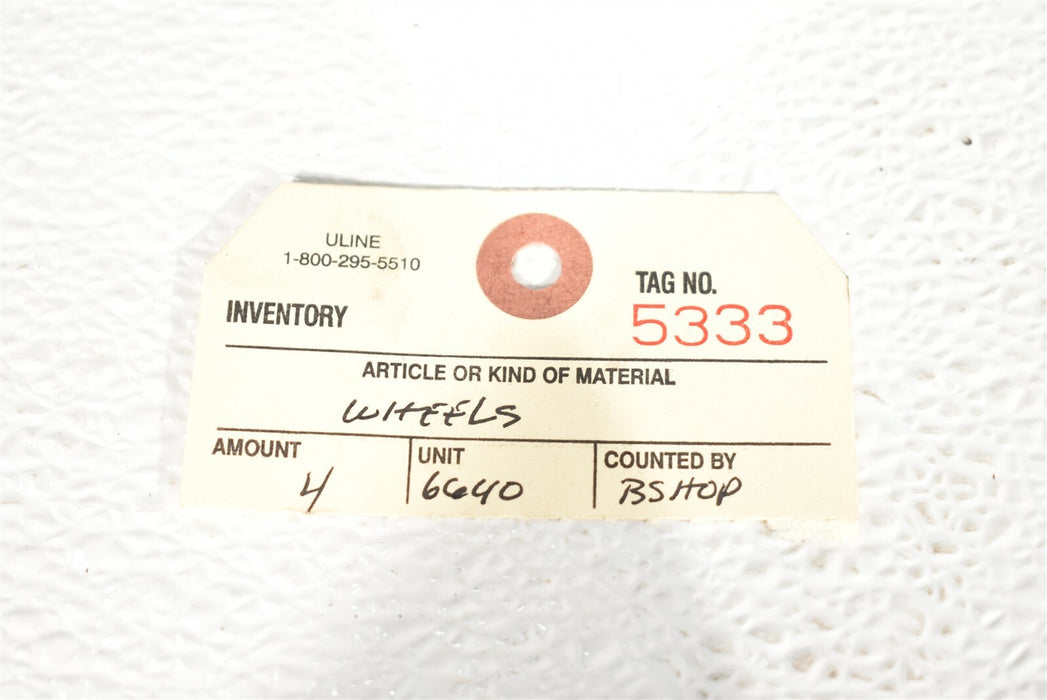 ULINE
1-800-295-5510
INVENTORY
TAG NO.
5333
ARTICLE OR KIND OF MATERIAL
WHEELS
AMOUNT
4
UNIT
6640
COUNTED BY
BSHOP